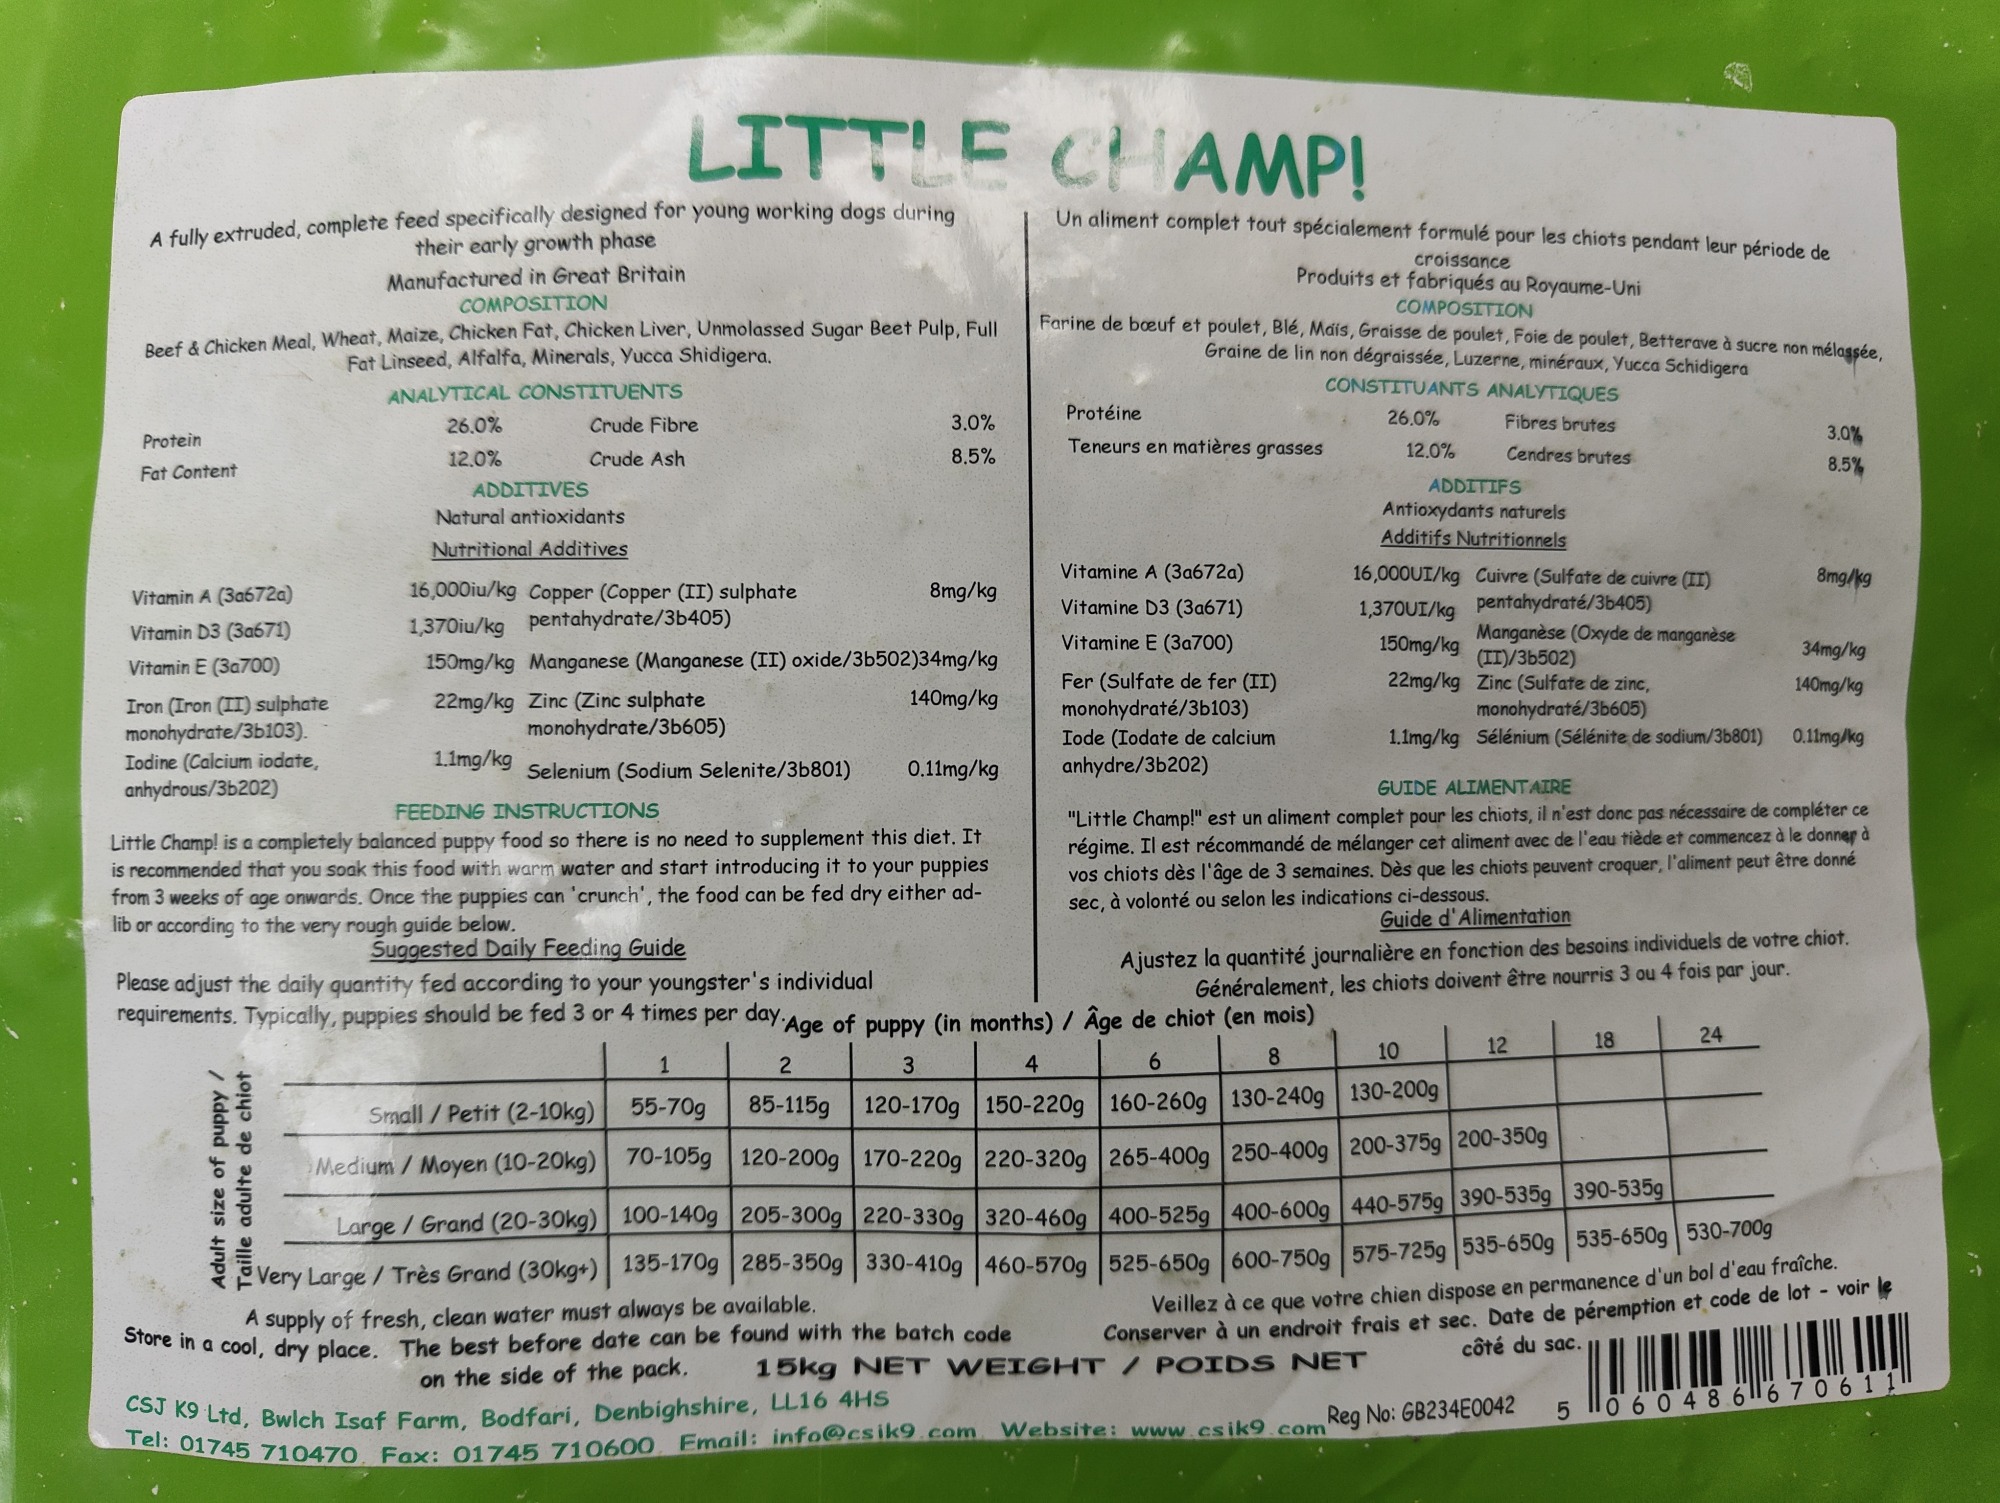 LITTLE CHAMP!
A fully extruded, complete feed specifically designed for young working dogs during
their early growth phase
Manufactured in Great Britain
COMPOSITION
Beef & Chicken Meal, Wheat, Maize, Chicken Fat, Chicken Liver, Unmolassed Sugar Beet Pulp, Full
Fat Linseed, Alfalfa, Minerals, Yucca Shidigera.
ANALYTICAL CONSTITUENTS
Protein 26.0% Crude Fibre 3.0%
Fat Content 12.0% Crude Ash 8.5%
ADDITIVES
Natural antioxidants
Nutritional Additives
Vitamin A (3a672a) 16,000iu/kg Copper (Copper (II) sulphate 8mg/kg
Vitamin D3 (3a671) 1,370iu/kg pentahydrate/3b405)
Vitamin E (3a700) 150mg/kg Manganese (Manganese (II) oxide/3b502)34mg/kg
Iron (Iron (II) sulphate 22mg/kg Zinc (Zinc sulphate 140mg/kg
monohydrate/3b103). monohydrate/3b605)
Iodine (Calcium iodate, 1.1mg/kg Selenium (Sodium Selenite/3b801) 0.11mg/kg
anhydrous/3b202)
FEEDING INSTRUCTIONS
Little Champ! is a completely balanced puppy food so there is no need to supplement this diet. It
is recommended that you soak this food with warm water and start introducing it to your puppies
from 3 weeks of age onwards. Once the puppies can 'crunch', the food can be fed dry either ad-
lib or according to the very rough guide below.
Suggested Daily Feeding Guide
Please adjust the daily quantity fed according to your youngster's individual
requirements. Typically, puppies should be fed 3 or 4 times per day.
Un aliment complet tout spécialement formulé pour les chiots pendant leur période de
croissance
Produits et fabriqués au Royaume-Uni
COMPOSITION
Farine de bœuf et poulet, Blé, Maïs, Graisse de poulet, Foie de poulet, Betterave à sucre non mélassée,
Graine de lin non dégraissée, Luzerne, minéraux, Yucca Schidigera
CONSTITUANTS ANALYTIQUES
Protéine 26.0% Fibres brutes 3.0%
Teneurs en matières grasses 12.0% Cendres brutes 8.5%
ADDITIFS
Antioxydants naturels
Additifs Nutritionnels
Vitamine A (3a672a) 16,000UI/kg Cuivre (Sulfate de cuivre (II) 8mg/kg
Vitamine D3 (3a671) 1,370UI/kg pentahydraté/3b405)
Vitamine E (3a700) 150mg/kg Manganèse (Oxyde de manganèse 34mg/kg
(II)/3b502)
Fer (Sulfate de fer (II) 22mg/kg Zinc (Sulfate de zinc, 140mg/kg
monohydraté/3b103) monohydraté/3b605)
Iode (Iodate de calcium 1.1mg/kg Sélénium (Sélénite de sodium/3b801) 0.11mg/kg
anhydre/3b202)
GUIDE ALIMENTAIRE
"Little Champ!" est un aliment complet pour les chiots, il n'est donc pas nécessaire de compléter ce
régime. Il est récommandé de mélanger cet aliment avec de l'eau tiède et commencez à le donner à
vos chiots dès l'âge de 3 semaines. Dès que les chiots peuvent croquer, l'aliment peut être donné
sec, à volonté ou selon les indications ci-dessous.
Guide d'Alimentation
Ajustez la quantité journalière en fonction des besoins individuels de votre chiot.
Généralement, les chiots doivent être nourris 3 ou 4 fois par jour.
Age of puppy (in months) / Âge de chiot (en mois)
1 2 3 4 6 8 10 12 18 24
Adult size of puppy /
Taille adulte de chiot
Small / Petit (2-10kg) 55-70g 85-115g 120-170g 150-220g 160-260g 130-240g 130-200g
Medium / Moyen (10-20kg) 70-105g 120-200g 170-220g 220-320g 265-400g 250-400g 200-375g 200-350g
Large / Grand (20-30kg) 100-140g 205-300g 220-330g 320-460g 400-525g 400-600g 440-575g 390-535g 390-535g
Very Large / Très Grand (30kg+) 135-170g 285-350g 330-410g 460-570g 525-650g 600-750g 575-725g 535-650g 535-650g 530-700g
A supply of fresh, clean water must always be available.
Store in a cool, dry place. The best before date can be found with the batch code
on the side of the pack.
Veillez à ce que votre chien dispose en permanence d'un bol d'eau fraîche.
Conserver à un endroit frais et sec. Date de péremption et code de lot - voir le
côté du sac.
15kg NET WEIGHT / POIDS NET
CSJ K9 Ltd, Bwlch Isaf Farm, Bodfari, Denbighshire, LL16 4HS
Tel: 01745 710470. Fax: 01745 710600. Email: info@csjk9.com. Website: www.csjk9.com
Reg No: GB234E0042
5 060486 670611